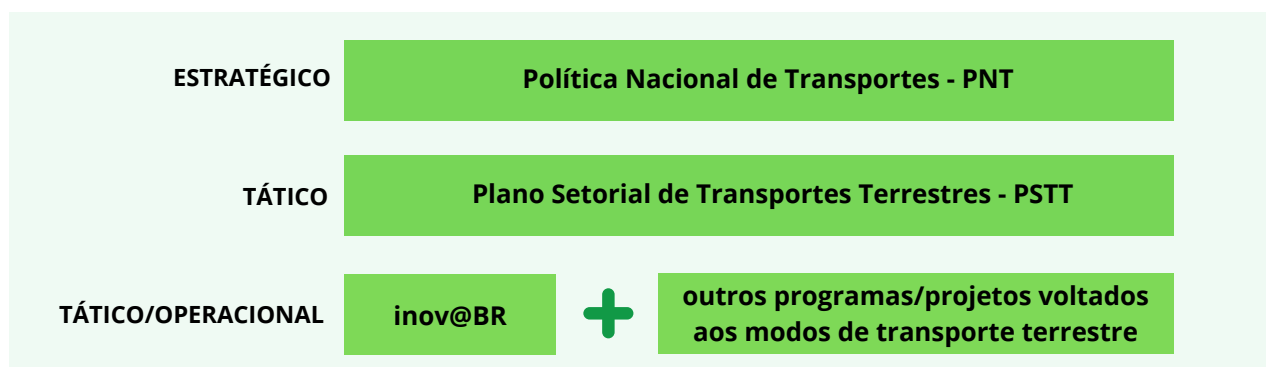 ESTRATÉGICO
Política Nacional de Transportes - PNT
TÁTICO
Plano Setorial de Transportes Terrestres - PSTT
TÁTICO/OPERACIONAL
inov@BR
outros programas/projetos voltados
aos modos de transporte terrestre